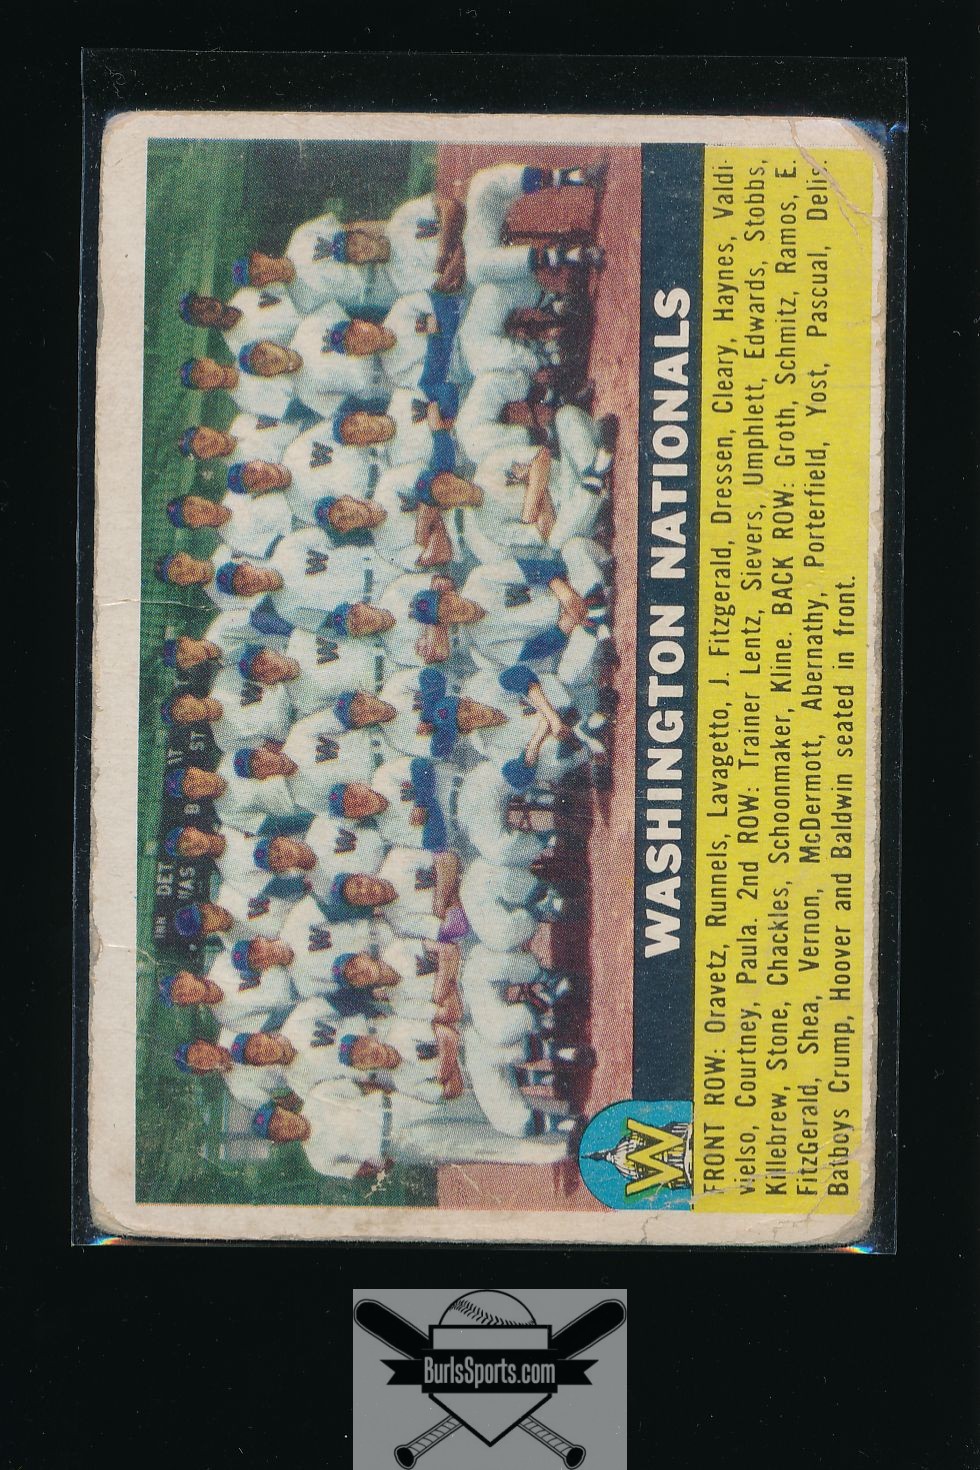 WASHINGTON NATIONALS
W
FRONT ROW: Oravetz, Runnels, Lavagetto, J. Fitzgerald, Dressen, Cleary, Haynes, Valdi-
vielso, Courtney, Paula. 2nd ROW: Trainer Lentz, Sievers, Umphlett, Edwards, Stobbs,
Killebrew, Stone, Chackles, Schoonmaker, Kline. BACK ROW: Groth, Schmitz, Ramos, E.
FitzGerald, Shea, Vernon, McDermott, Abernathy, Porterfield, Yost, Pascual, Delis.
Batboys Crump, Hoover and Baldwin seated in front.
BurlsSports.com